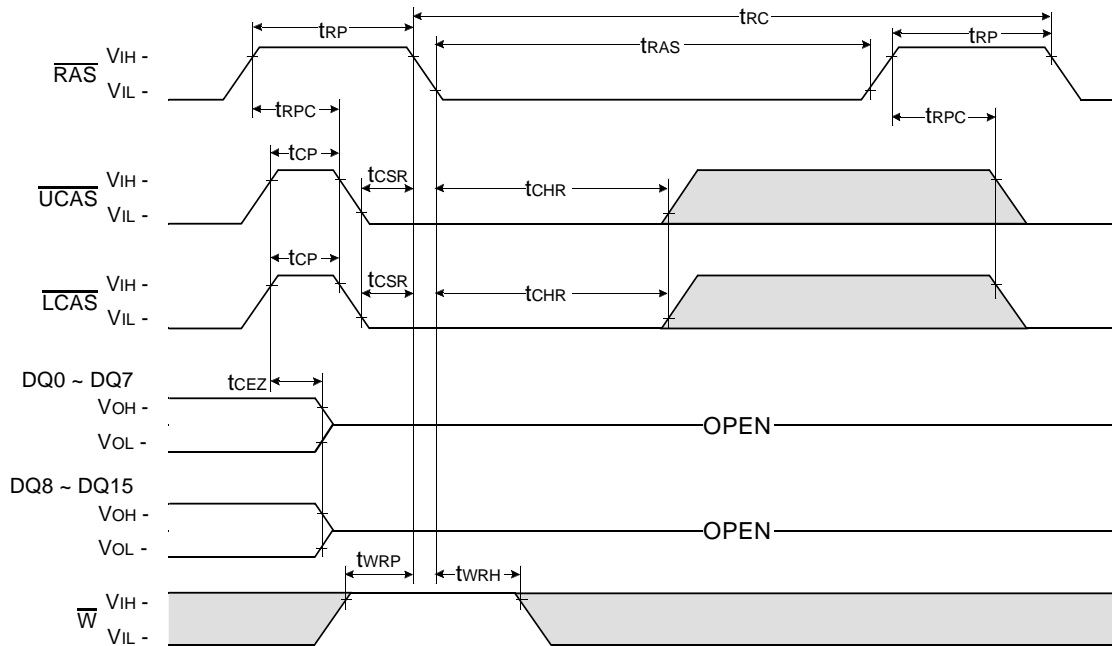 tRC
tRP
tRAS
tRP
RAS
VIH -
VIL -
tRPC
tRPC
tCP
tCSR
tCHR
UCAS
VIH -
VIL -
tCP
tCSR
tCHR
LCAS
VIH -
VIL -
DQ0 ~ DQ7
tCEZ
VOH -
VOL -
OPEN
DQ8 ~ DQ15
VOH -
VOL -
OPEN
tWRP
tWRH
W
VIH -
VIL -